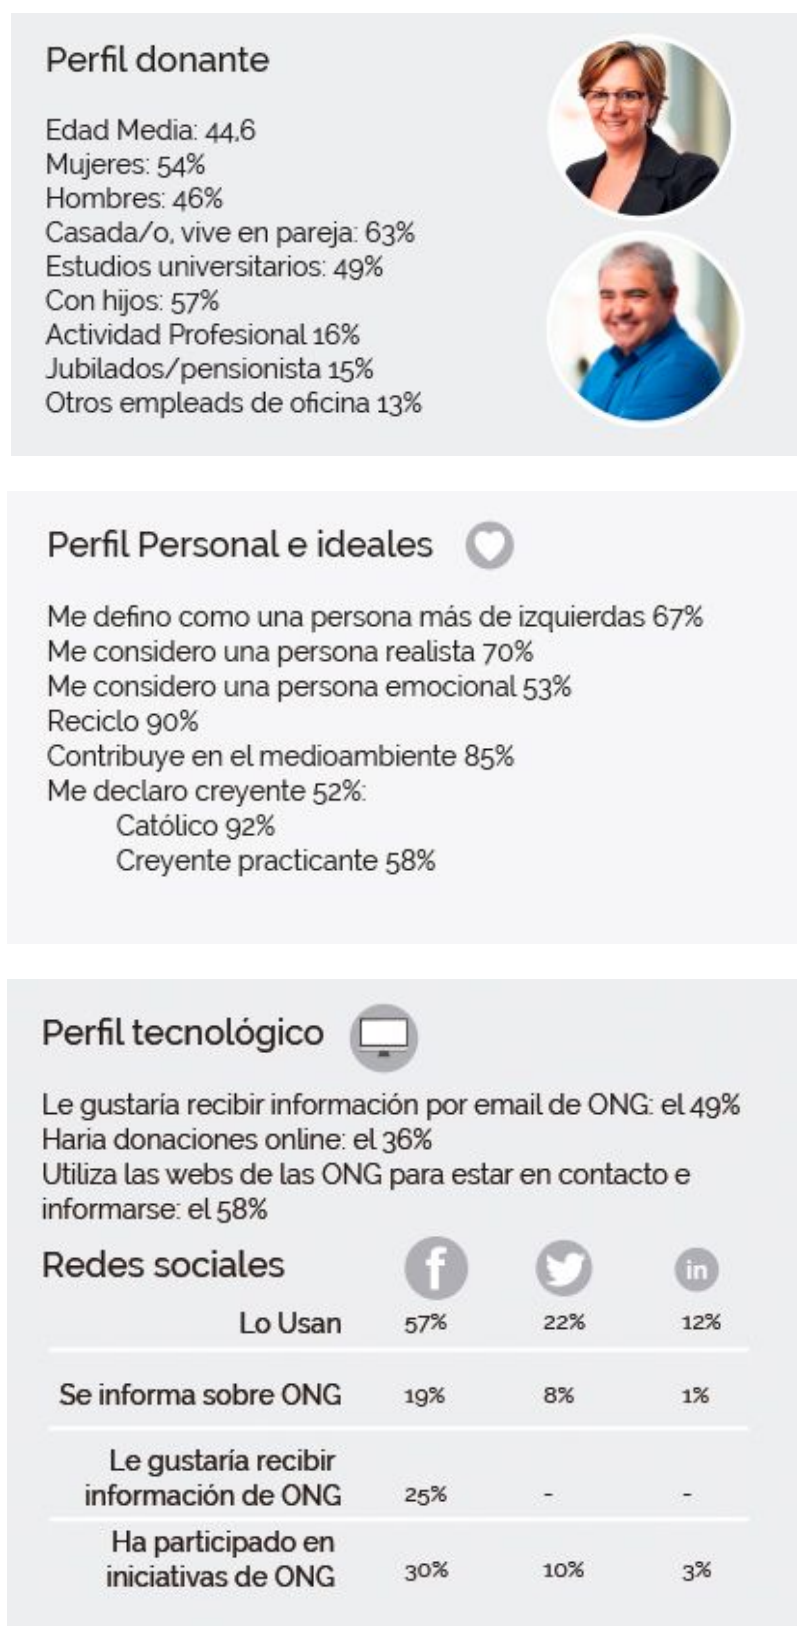 Perfil donante
Edad Media: 44,6
Mujeres: 54%
Hombres: 46%
Casada/o, vive en pareja: 63%
Estudios universitarios: 49%
Con hijos: 57%
Actividad Profesional 16%
Jubilados/pensionista 15%
Otros empleads de oficina 13%
Perfil Personal e ideales
Me defino como una persona más de izquierdas 67%
Me considero una persona realista 70%
Me considero una persona emocional 53%
Reciclo 90%
Contribuye en el medioambiente 85%
Me declaro creyente 52%:
Católico 92%
Creyente practicante 58%
Perfil tecnológico
Le gustaría recibir información por email de ONG: el 49%
Haria donaciones online: el 36%
Utiliza las webs de las ONG para estar en contacto e
informarse: el 58%
Redes sociales f in
Lo Usan 57% 22% 12%
Se informa sobre ONG 19% 8% 1%
Le gustaría recibir
información de ONG 25% - -
Ha participado en
iniciativas de ONG 30% 10% 3%